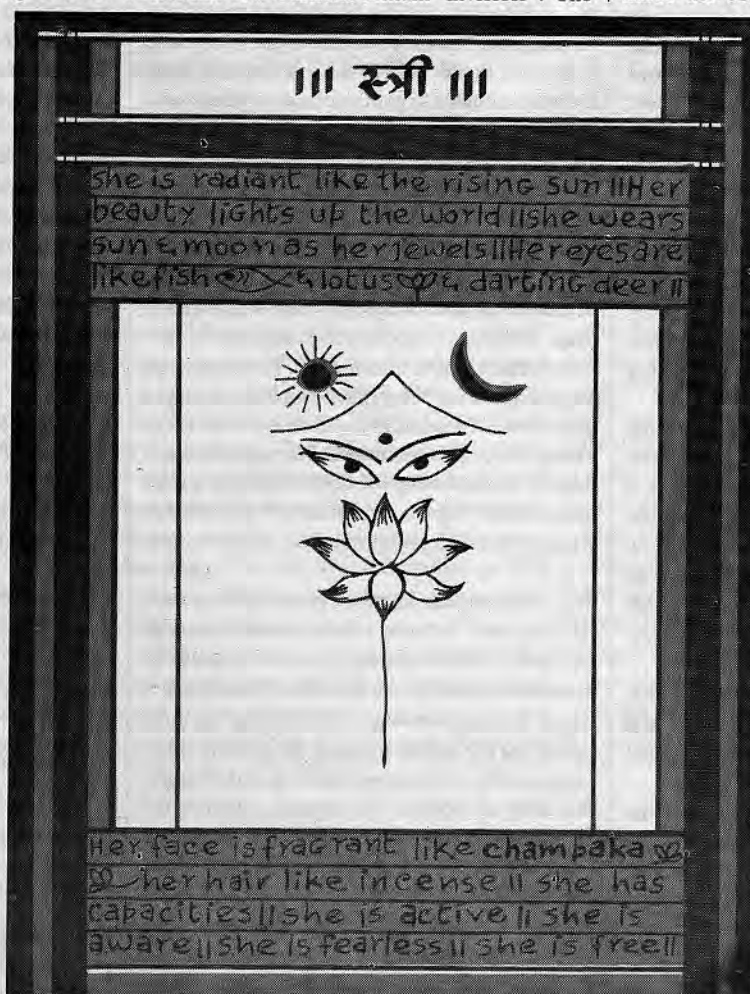 ||| स्त्री |||
she is radiant like the rising sun ||Her
beauty liGhts up the world ||she wears
sun & moon as her jewels||Her eyes are
like fish & lotus & dartinG deer ||
Her face is fraGrant like champaka
her hair like incense || she has
capacities || she is active || she is
aware || she is fearless || she is free||